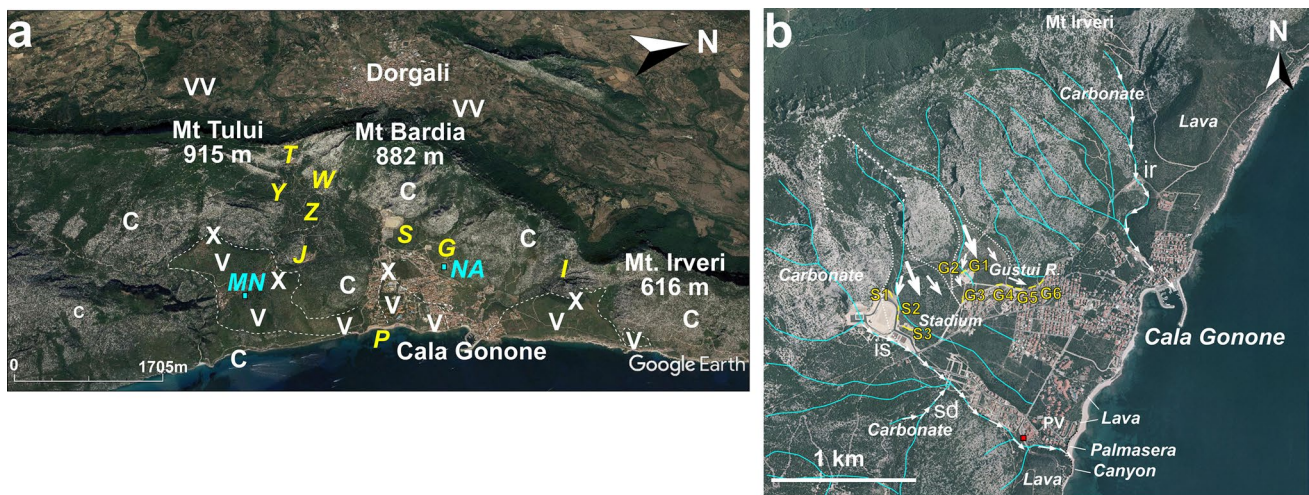 a
N
Dorgali
VV
VV
Mt Tului
915 m
Mt Bardia
882 m
T
Y
W
C
Z
C
S
X
J
G
C
V
MN
X
C
X
NA
I
Mt. Irveri
616 m
X
C
V
V
V
V
V
C
V
P
C
Cala Gonone
0
1705m
Google Earth
b
Mt Irveri
N
Carbonate
Lava
ir
Carbonate
G2
G1
Gustui R.
S1
S2
G3
G4
G5
G6
Stadium
S3
IS
Cala Gonone
sd
Carbonate
PV
Lava
Palmasera
Canyon
1 km
Lava